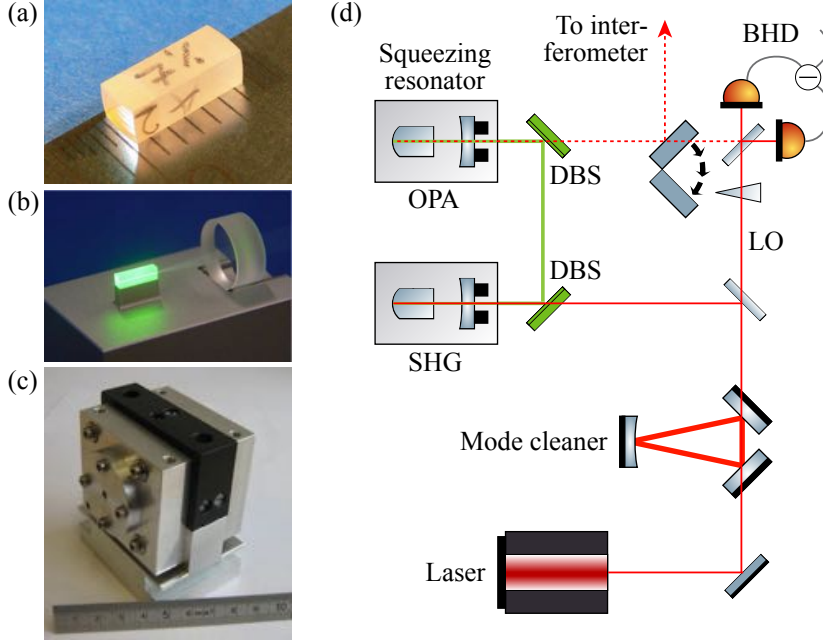 (a)
(b)
(c)
(d)
To inter-
ferometer
BHD
Squeezing
resonator
DBS
OPA
LO
DBS
SHG
Mode cleaner
Laser